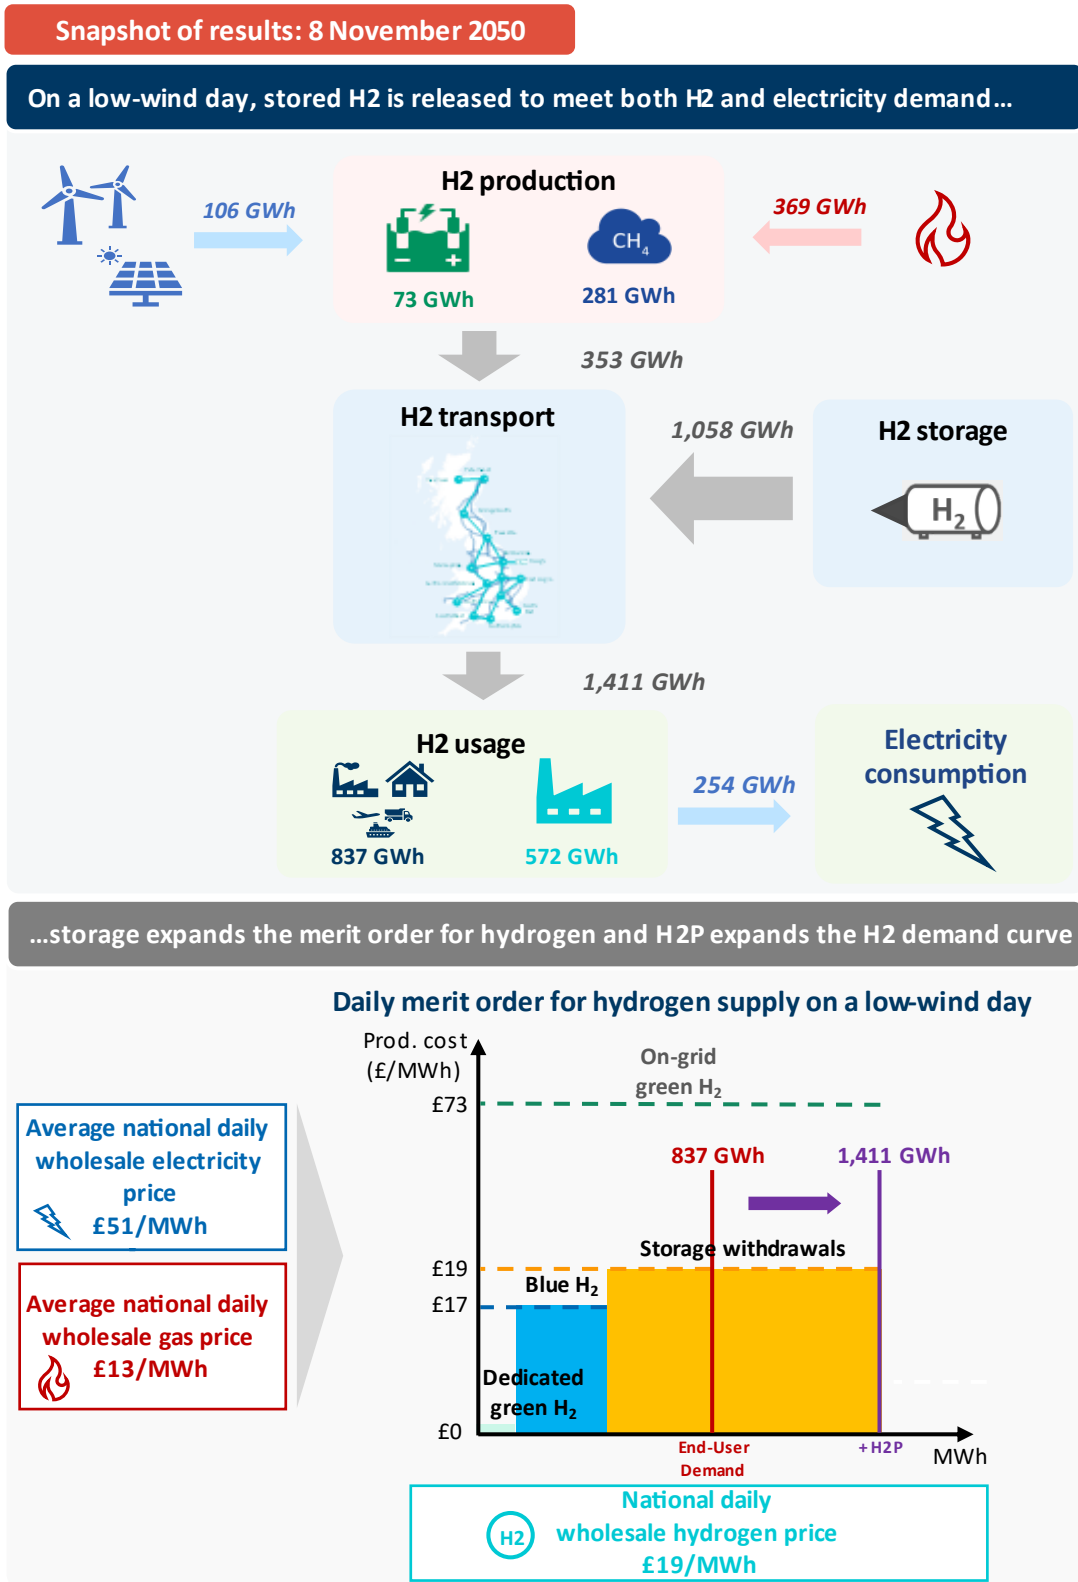 Snapshot of results: 8 November 2050
On a low-wind day, stored H2 is released to meet both H2 and electricity demand…
H2 production
106 GWh
369 GWh
CH4
73 GWh
281 GWh
353 GWh
H2 transport
1,058 GWh
H2 storage
H2
1,411 GWh
H2 usage
Electricity
consumption
254 GWh
837 GWh
572 GWh
…storage expands the merit order for hydrogen and H2P expands the H2 demand curve
Daily merit order for hydrogen supply on a low-wind day
Prod. cost
(£/MWh)
On-grid
green H2
£73
Average national daily
wholesale electricity
price
£51/MWh
837 GWh
1,411 GWh
Storage withdrawals
£19
Blue H2
£17
Average national daily
wholesale gas price
£13/MWh
Dedicated
green H2
£0
End-User
Demand
+H2P
MWh
National daily
H2
wholesale hydrogen price
£19/MWh